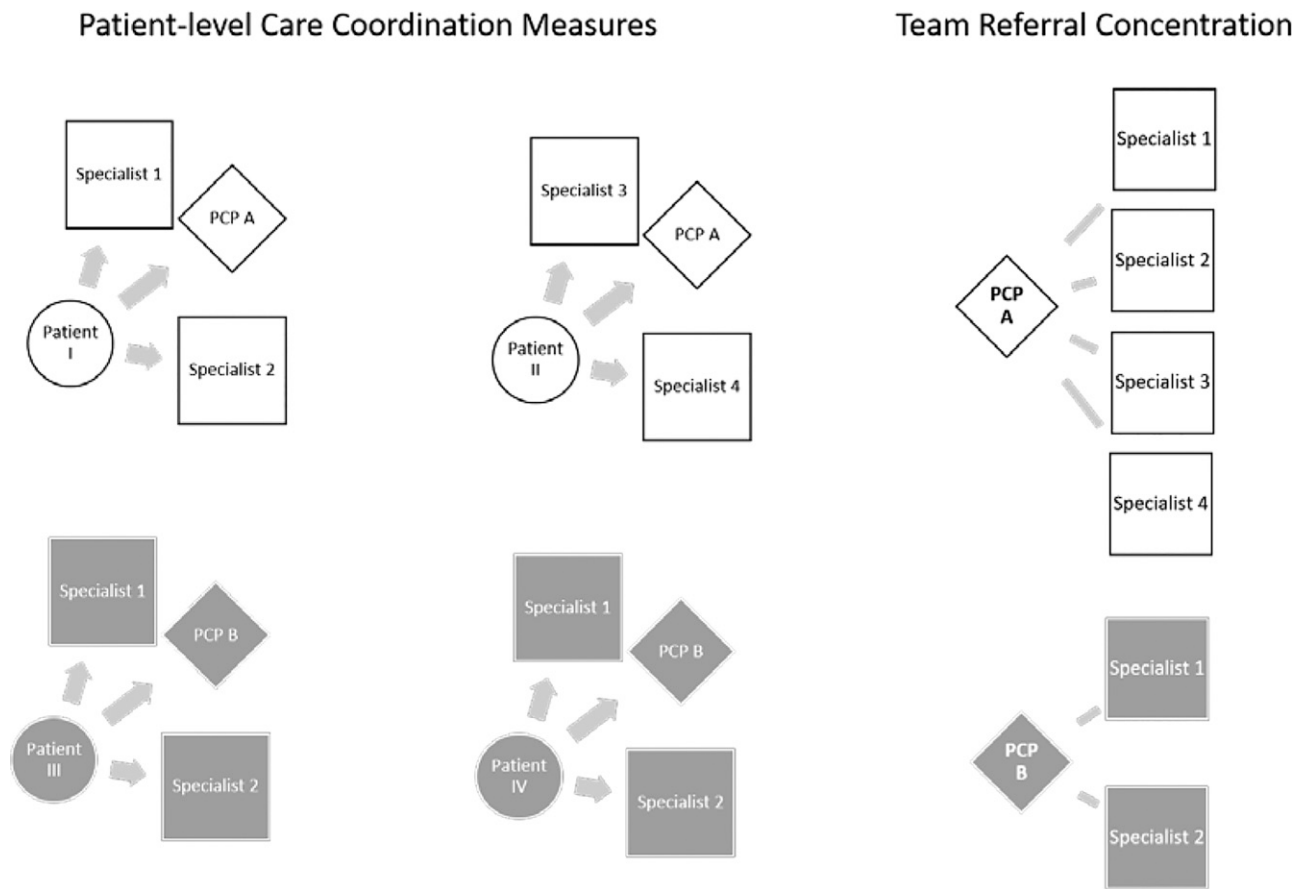 Patient-level Care Coordination Measures
Team Referral Concentration
Specialist 1
PCP A
Patient
I
Specialist 2
Specialist 3
PCP A
Patient
II
Specialist 4
PCP
A
Specialist 1
Specialist 2
Specialist 3
Specialist 4
Specialist 1
PCP B
Patient
III
Specialist 2
Specialist 1
PCP B
Patient
IV
Specialist 2
PCP
B
Specialist 1
Specialist 2